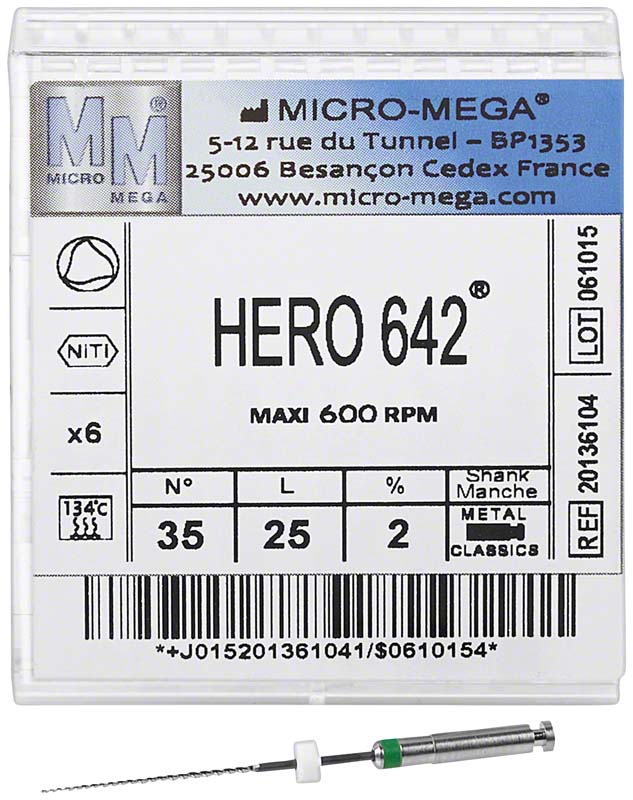 MM®
MICRO
MEGA
MICRO-MEGA®
5-12 rue du Tunnel – BP1353
25006 Besançon Cedex France
www.micro-mega.com
NiTi
x6
134°C
HERO 642®
MAXI 600 RPM
N° L % Shank
Manche
35 25 2 METAL
CLASSICS
LOT 061015
REF 20136104
*+J015201361041/$0610154*